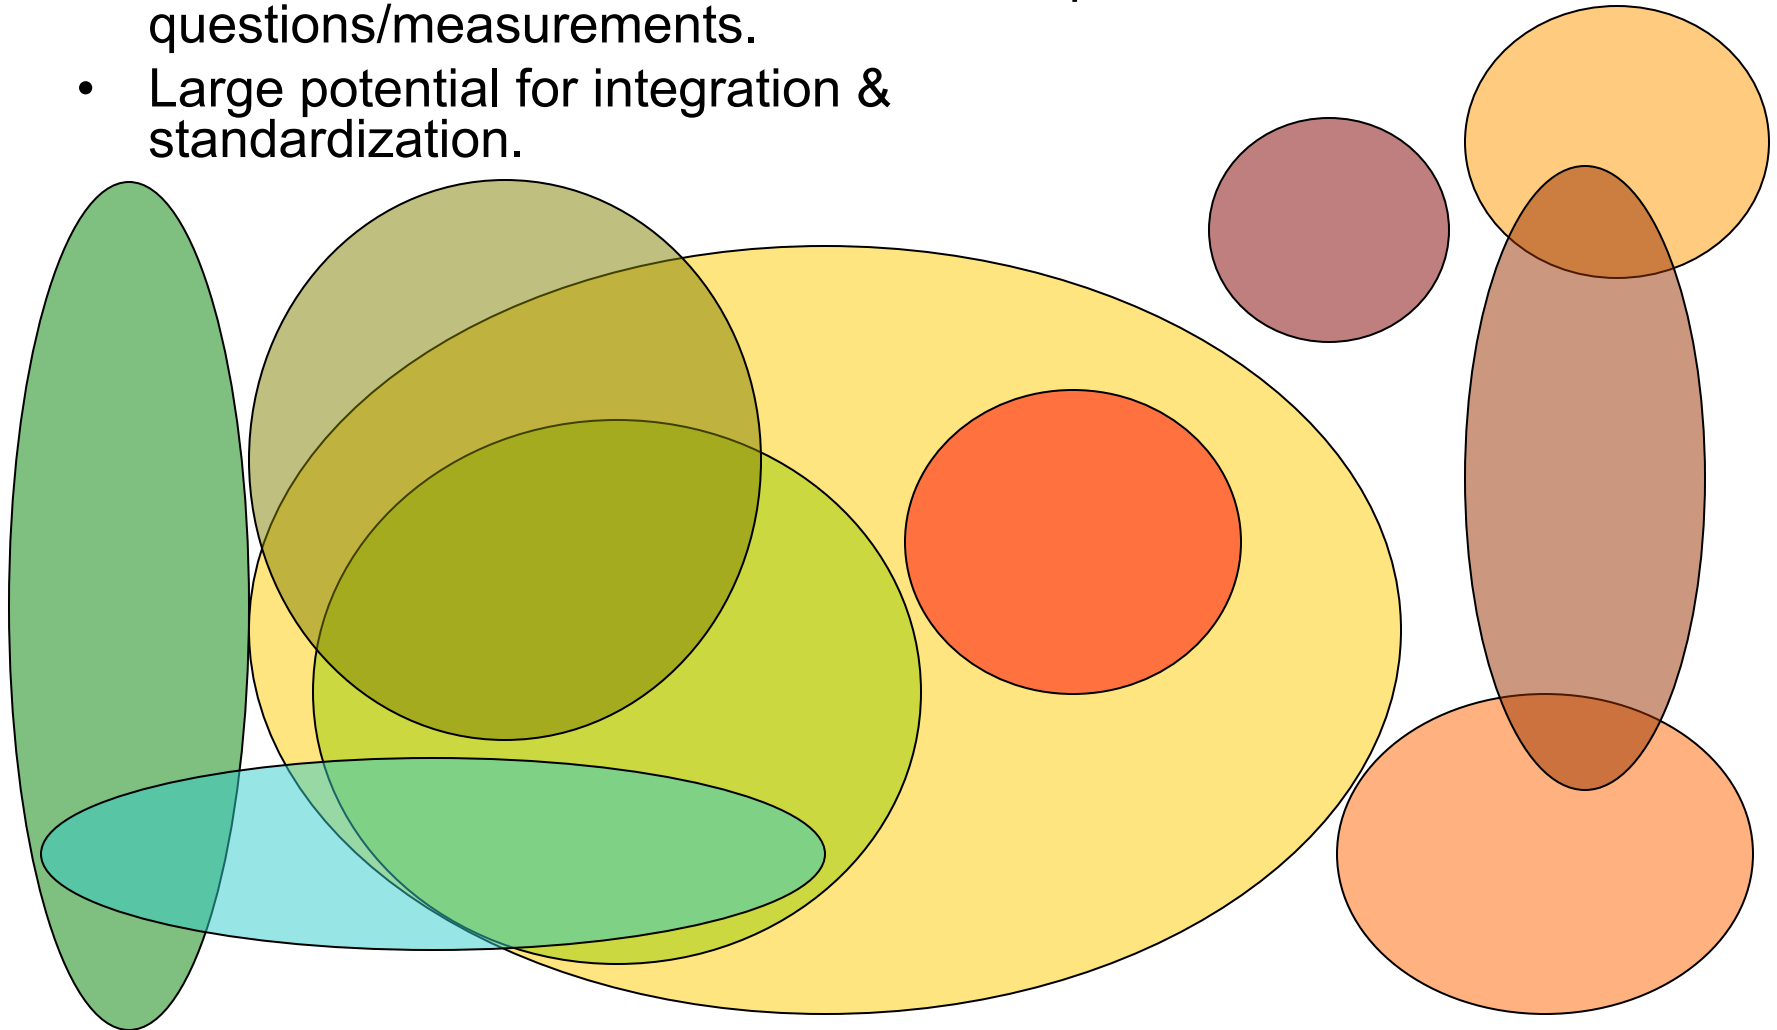 questions/measurements.
• Large potential for integration &
standardization.